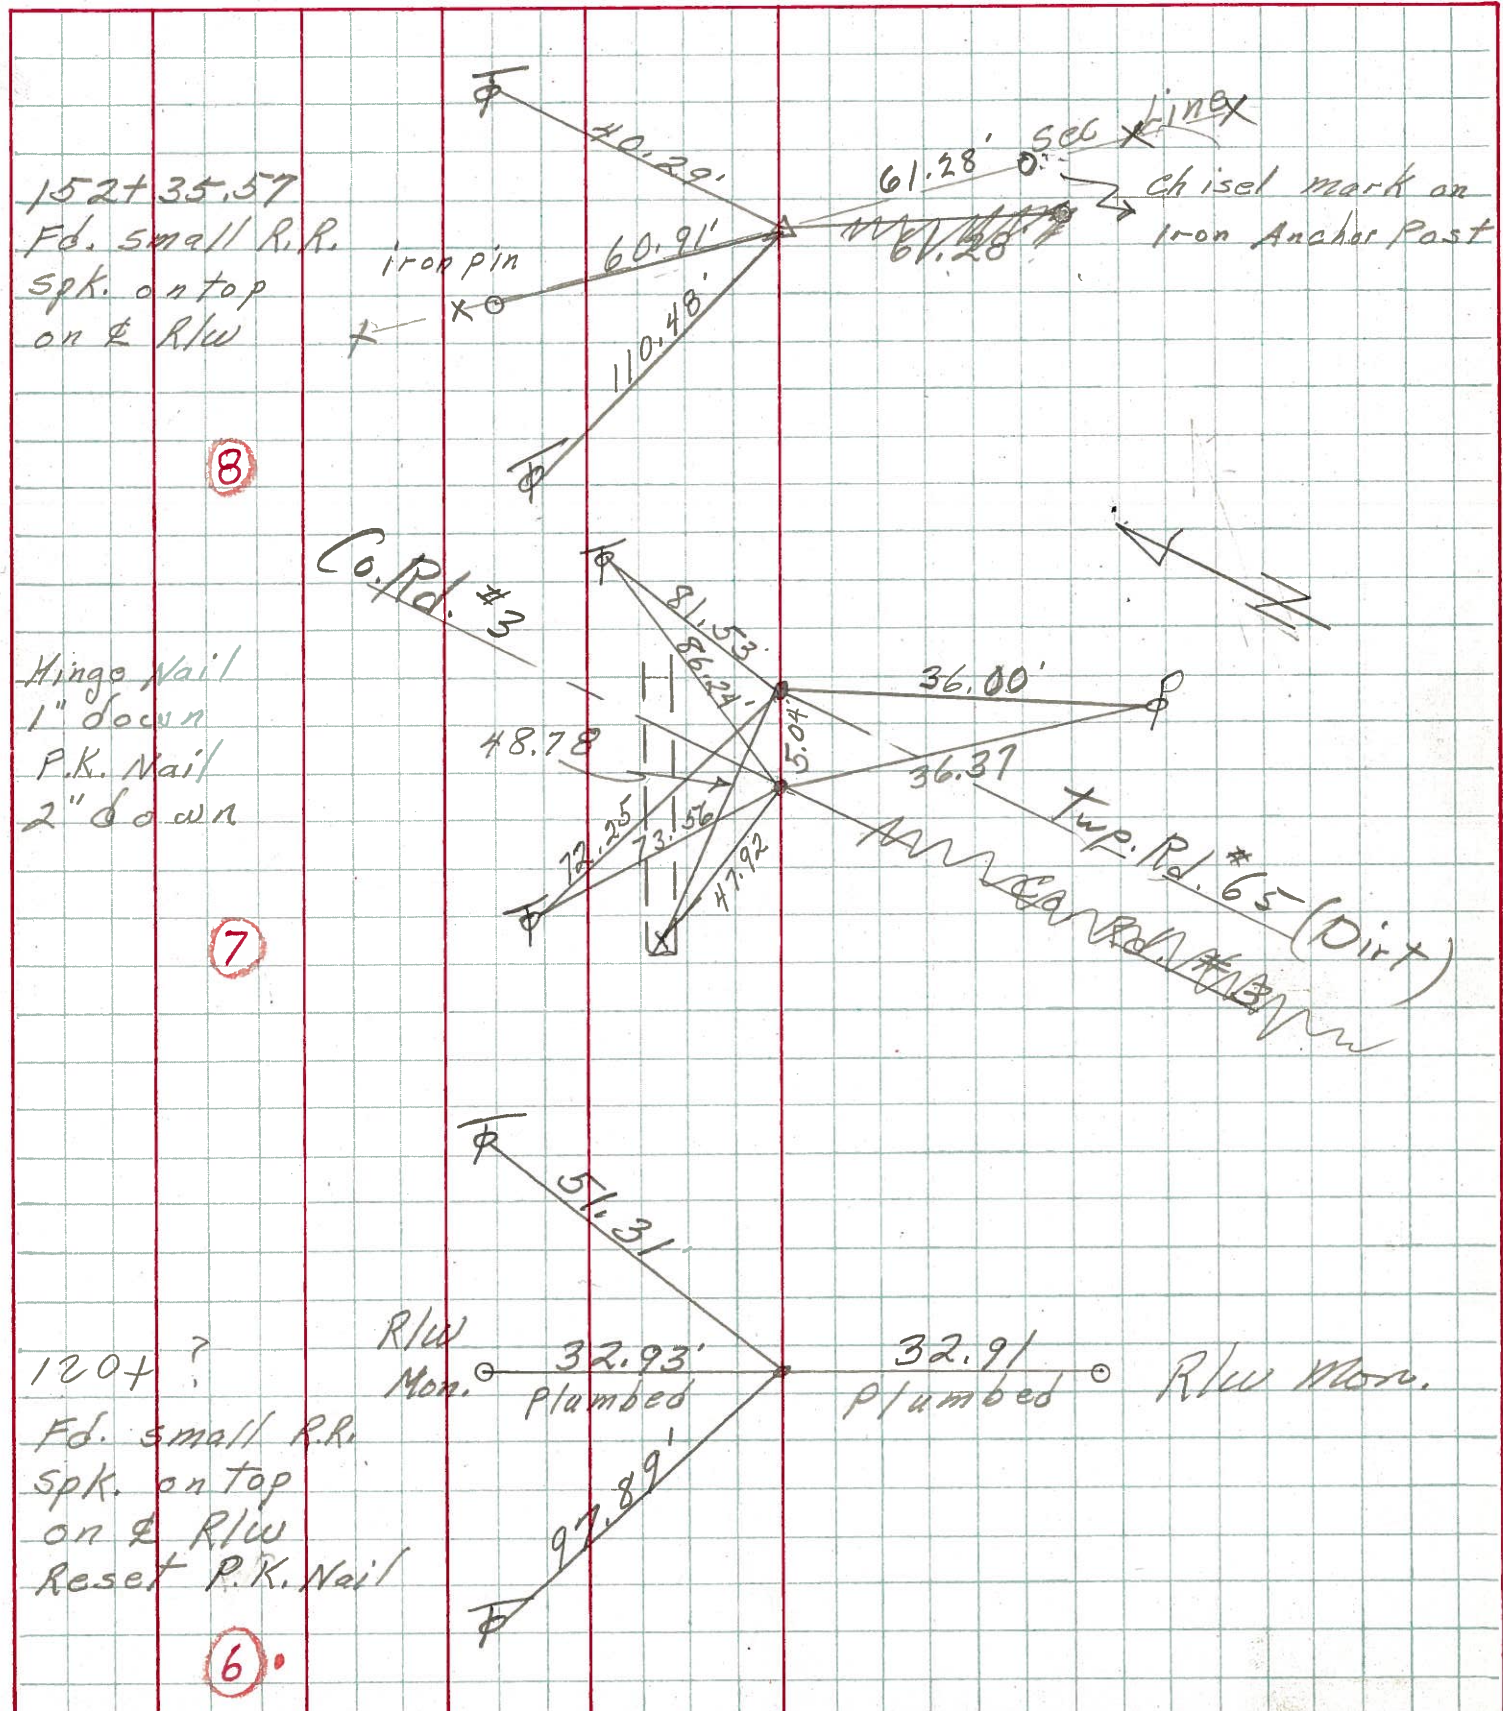 40.29'
61.28'
Sec Line
Chisel mark on
Iron Anchor Post
61.28
152+35.57
Fd. small R.R.
spk. on top
on ℄ R/W
iron pin
60.91'
110.48'
8
Co. Rd. #3
81.53'
86.24'
36.00'
Hinge Nail
1" down
P.K. Nail
2" down
48.78
5.04'
36.37
72.25
73.56
47.92
Twp. Rd. #65 (Dirt)
Co. Rd. #3
7
51.31
R/W
Mon.
32.93'
Plumbed
32.91
Plumbed
R/W Mon.
120+ ?
Fd. small R.R.
spk. on top
on ℄ R/W
Reset P.K. Nail
97.89'
6